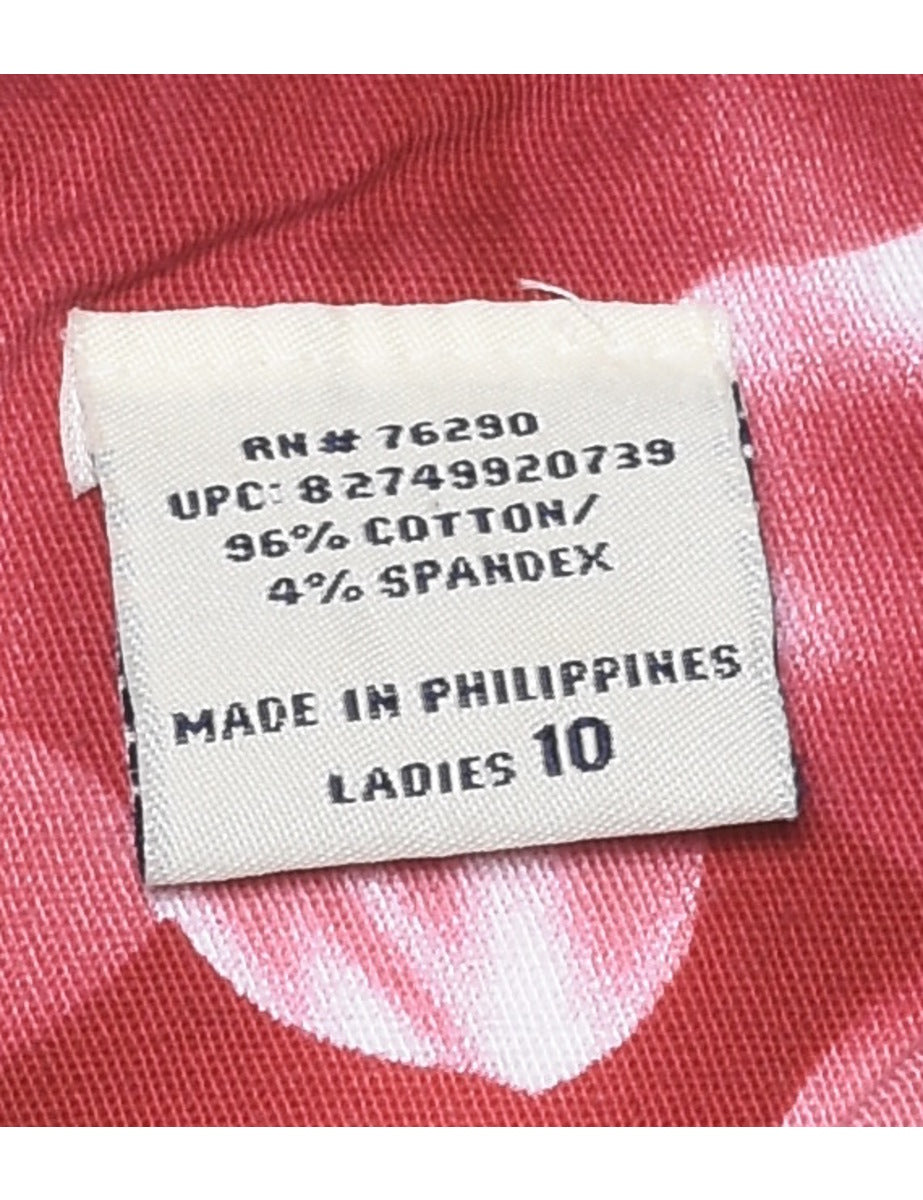 RN# 76290
UPC: 8 2749920739
96% COTTON/
4% SPANDEX
MADE IN PHILIPPINES
LADIES 10